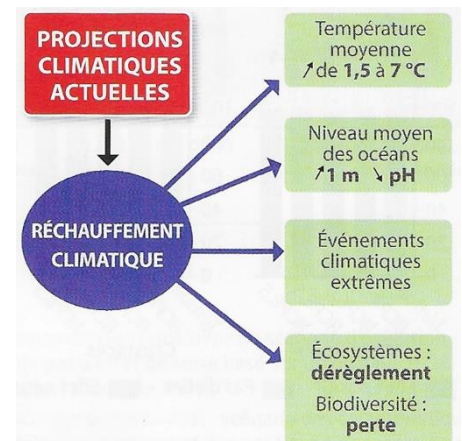 PROJECTIONS
CLIMATIQUES
ACTUELLES
RÉCHAUFFEMENT
CLIMATIQUE
Température
moyenne
↗ de 1,5 à 7 °C
Niveau moyen
des océans
↗ 1 m ↘ pH
Événements
climatiques
extrêmes
Écosystèmes :
dérèglement
Biodiversité :
perte